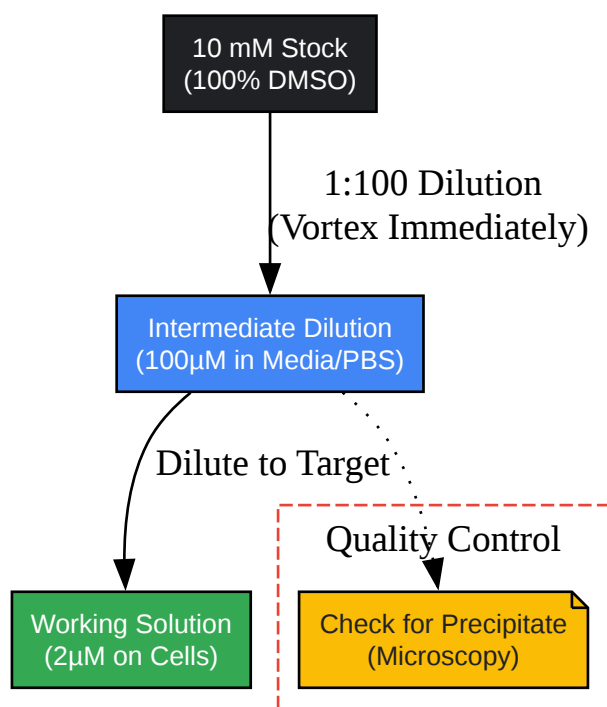 10 mM Stock
(100% DMSO)
1:100 Dilution
(Vortex Immediately)
Intermediate Dilution
(100µM in Media/PBS)
Dilute to Target
Quality Control
Working Solution
(2µM on Cells)
Check for Precipitate
(Microscopy)